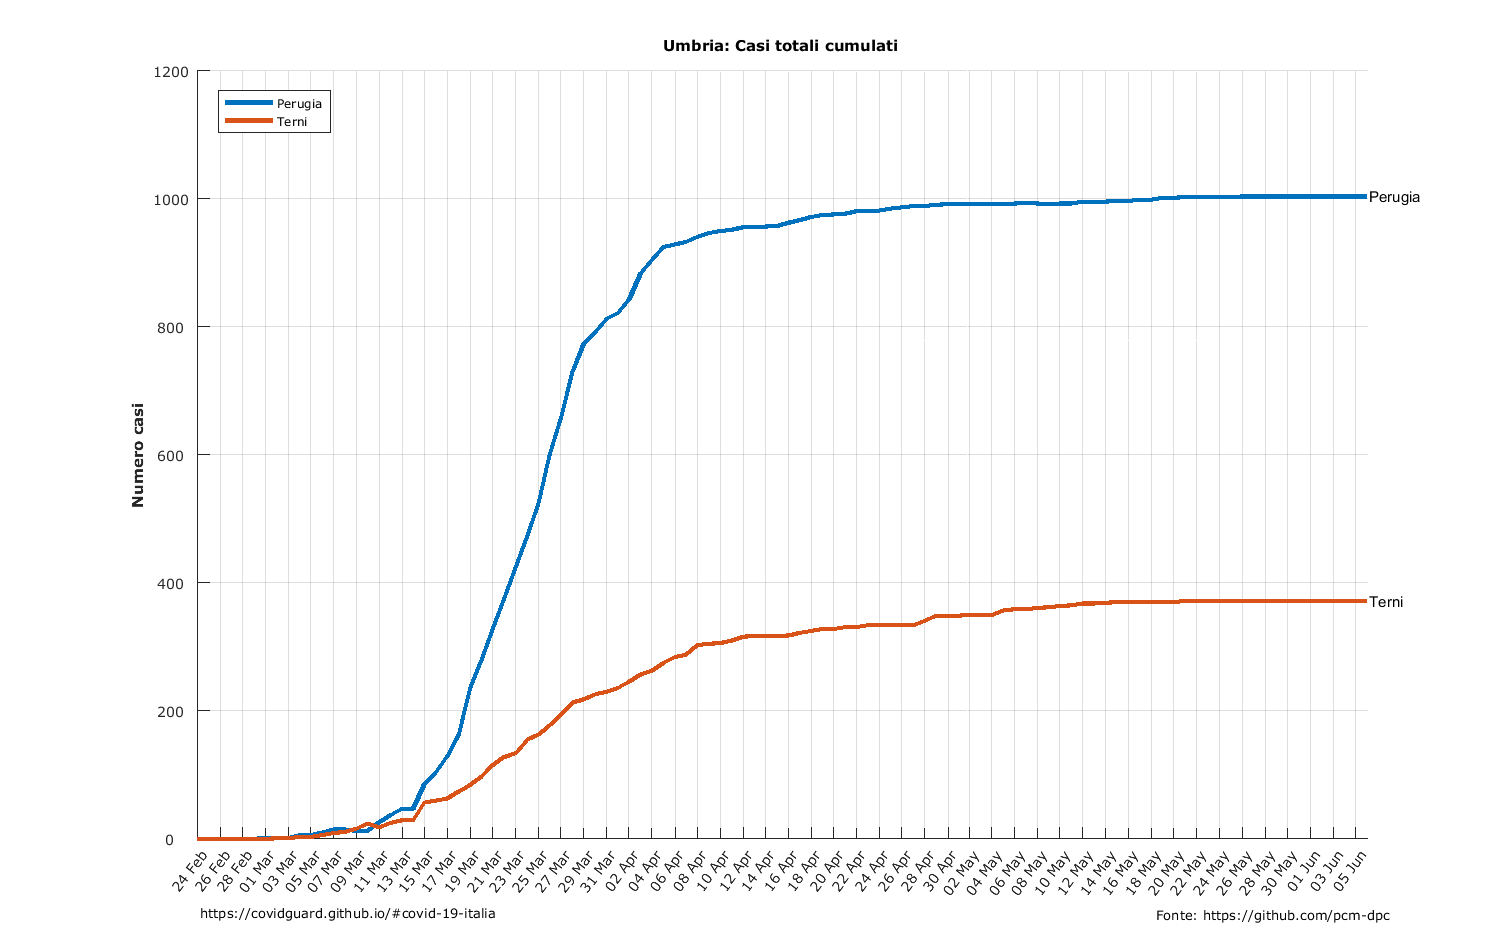 Umbria: Casi totali cumulati
Perugia
Terni
Numero casi
1200
1000
800
600
400
200
0
Perugia
Terni
24 Feb
26 Feb
28 Feb
01 Mar
03 Mar
05 Mar
07 Mar
09 Mar
11 Mar
13 Mar
15 Mar
17 Mar
19 Mar
21 Mar
23 Mar
25 Mar
27 Mar
29 Mar
31 Mar
02 Apr
04 Apr
06 Apr
08 Apr
10 Apr
12 Apr
14 Apr
16 Apr
18 Apr
20 Apr
22 Apr
24 Apr
26 Apr
28 Apr
30 Apr
02 May
04 May
06 May
08 May
10 May
12 May
14 May
16 May
18 May
20 May
22 May
24 May
26 May
28 May
30 May
01 Jun
03 Jun
05 Jun
https://covidguard.github.io/#covid-19-italia
Fonte: https://github.com/pcm-dpc